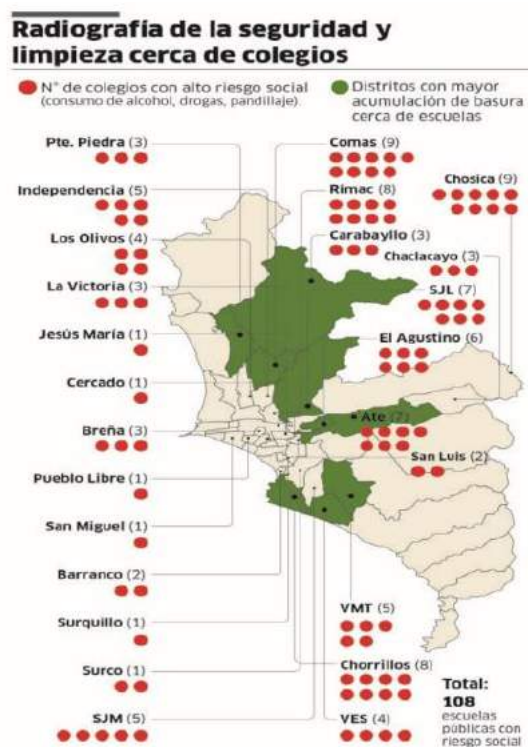 Radiografía de la seguridad y
limpieza cerca de colegios
N° de colegios con alto riesgo social
(consumo de alcohol, drogas, pandillaje)
Distritos con mayor
acumulación de basura
cerca de escuelas
Pte. Piedra (3)
Independencia (5)
Los Olivos (4)
La Victoria (3)
Jesús María (1)
Cercado (1)
Breña (3)
Pueblo Libre (1)
San Miguel (1)
Barranco (2)
Surquillo (1)
Surco (1)
SJM (5)
Comas (9)
Rimac (8)
Carabayllo (3)
Chosica (9)
Chaclacayo (3)
SJL (7)
El Agustino (6)
Ate (7)
San Luis (2)
VMT (5)
Chorrillos (8)
VES (4)
Total:
108
escuelas
públicas con
riesgo social